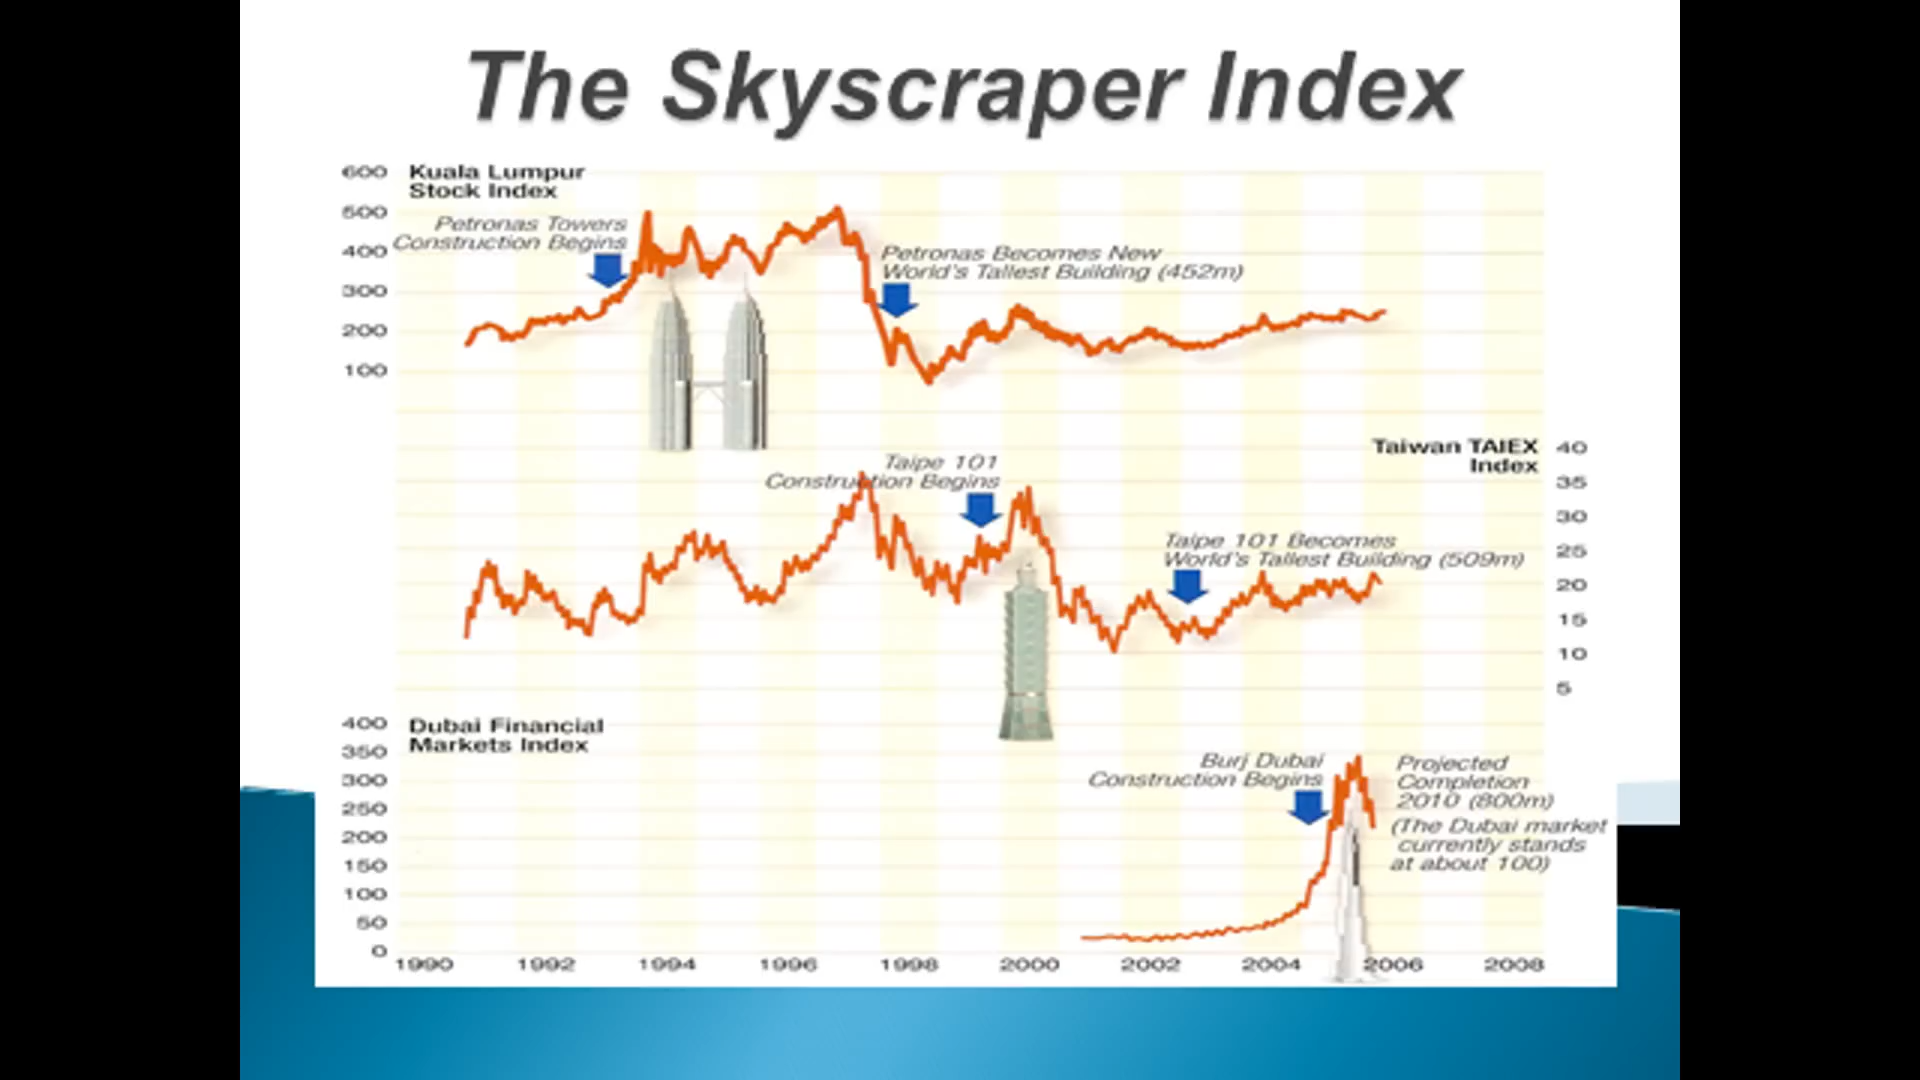 The Skyscraper Index
600
Kuala Lumpur
Stock Index
500
Petronas Towers
Construction Begins
400
Petronas Becomes New
World's Tallest Building (452m)
300
200
100
Taiwan TAIEX
Index
40
Taipe 101
Construction Begins
35
30
Taipe 101 Becomes
World's Tallest Building (509m)
25
20
15
10
5
400
Dubai Financial
Markets Index
350
Burj Dubai
Construction Begins
Projected
Completion
2010 (800m)
(The Dubai market
currently stands
at about 100)
300
250
200
150
100
50
0
1990 1992 1994 1996 1998 2000 2002 2004 2006 2008